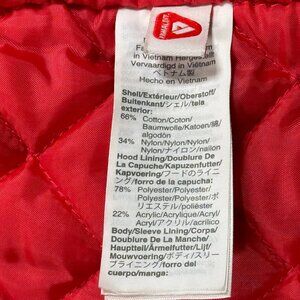 PRIMALOFT
in Vietnam Herges
Vervaardigd in Viëtnam
ベトナム製
Hecho en Vietnam
Shell/Extérieur/Oberstoff/
Buitenkant/シェル/tela
exterior:
66% Cotton/Coton/
Baumwolle/Katoen/綿/
algodón
34% Nylon/Nylon/Nylon/
Nylon/ナイロン/nailon
Hood Lining/Doublure De
La Capuche/Kapuzenfutter/
Kapvoering/フードのライニ
ング/forro de la capucha:
78% Polyester/Polyester/
Polyester/Polyester/ポ
リエステル/poliéster
22% Acrylic/Acrylique/Acryl
/Acryl/アクリル/acrílico
Body/Sleeve Lining/Corps/
Doublure De La Manche/
Hauptteil/Ärmelfutter/Lijf/
Mouwvoering/ボディ/スリー
ブライニング/forro del
cuerpo/manga: